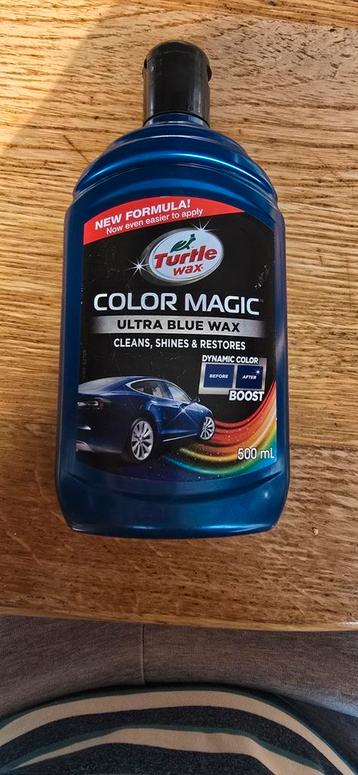 NEW FORMULA!
Now even easier to apply
Turtle
WAX®
COLOR MAGIC™
ULTRA BLUE WAX
CLEANS, SHINES & RESTORES
DYNAMIC COLOR
BEFORE AFTER
BOOST
500 mL